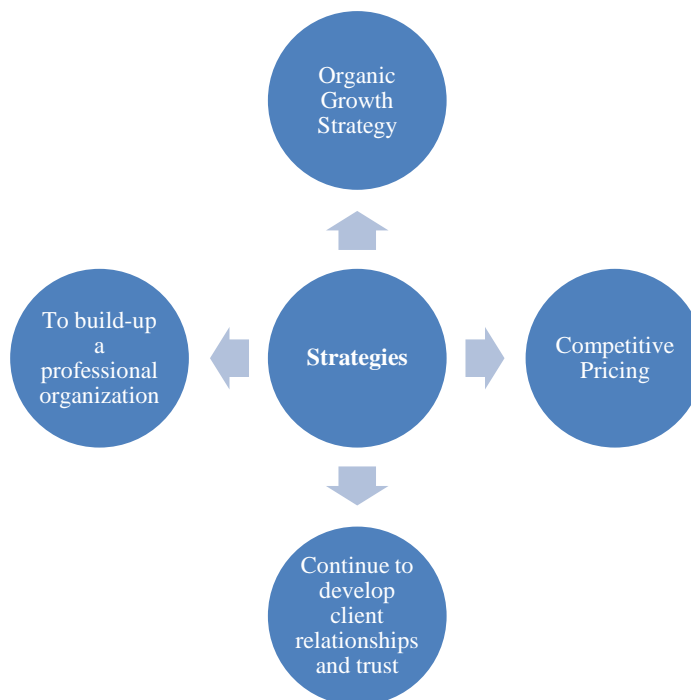 Organic
Growth
Strategy
To build-up
a
professional
organization
Strategies
Competitive
Pricing
Continue to
develop
client
relationships
and trust